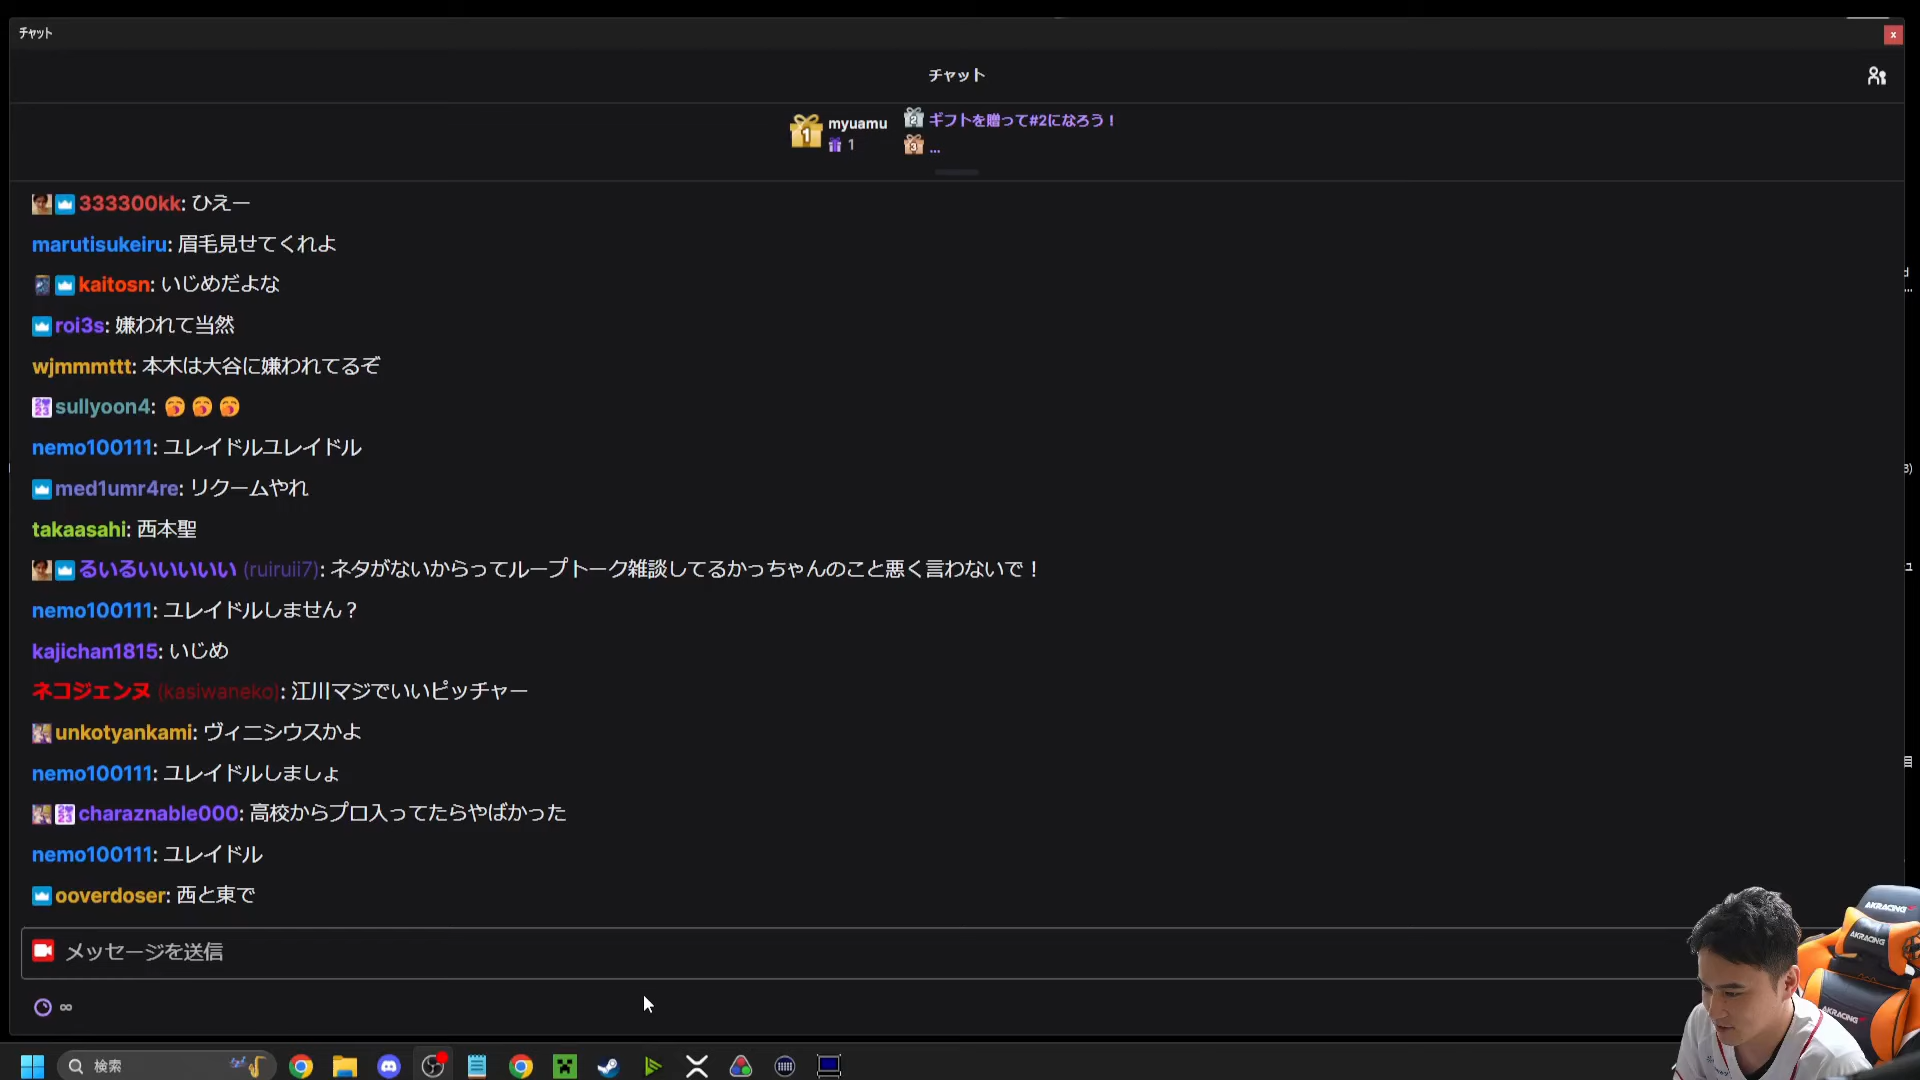 チャット
チャット
1 myuamu
1
2 ギフトを贈って#2になろう！
3 ...
333300kk: ひえー
marutisukeiru: 眉毛見せてくれよ
kaitosn: いじめだよな
roi3s: 嫌われて当然
wjmmmttt: 本木は大谷に嫌われてるぞ
sullyoon4: 🥱🥱🥱
nemo100111: ユレイドルユレイドル
med1umr4re: リクームやれ
takaasahi: 西本聖
るいるいいいいい (ruiruii7): ネタがないからってループトーク雑談してるかっちゃんのこと悪く言わないで！
nemo100111: ユレイドルしません？
kajichan1815: いじめ
ネコジェンヌ (kasiwaneko): 江川マジでいいピッチャー
unkotyankami: ヴィニシウスかよ
nemo100111: ユレイドルしましょ
charaznable000: 高校からプロ入ってたらやばかった
nemo100111: ユレイドル
ooverdoser: 西と東で
メッセージを送信
∞
検索
AKRACING
AKRACING
AKRACING